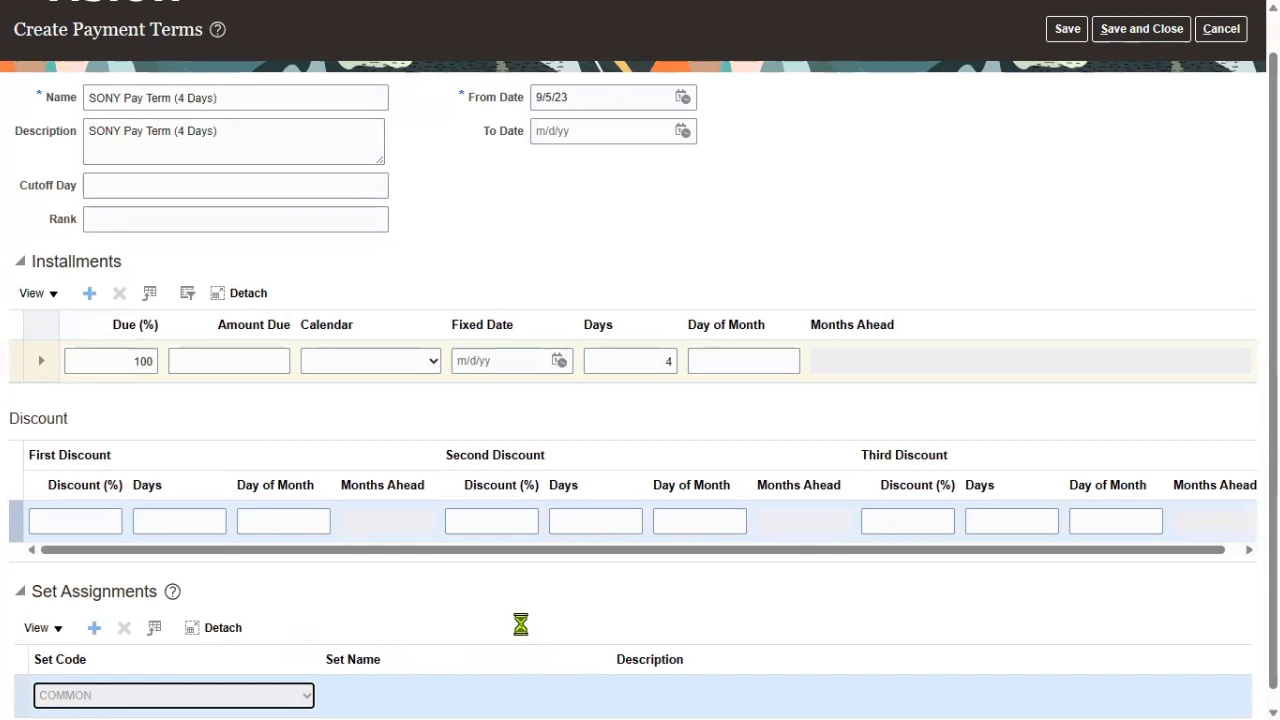 Create Payment Terms
Save
Save and Close
Cancel
* Name SONY Pay Term (4 Days)
* From Date 9/5/23
Description SONY Pay Term (4 Days)
To Date m/d/yy
Cutoff Day
Rank
Installments
View
Detach
Due (%) Amount Due Calendar Fixed Date Days Day of Month Months Ahead
100 m/d/yy 4
Discount
First Discount Second Discount Third Discount
Discount (%) Days Day of Month Months Ahead Discount (%) Days Day of Month Months Ahead Discount (%) Days Day of Month Months Ahead
Set Assignments
View
Detach
Set Code Set Name Description
COMMON